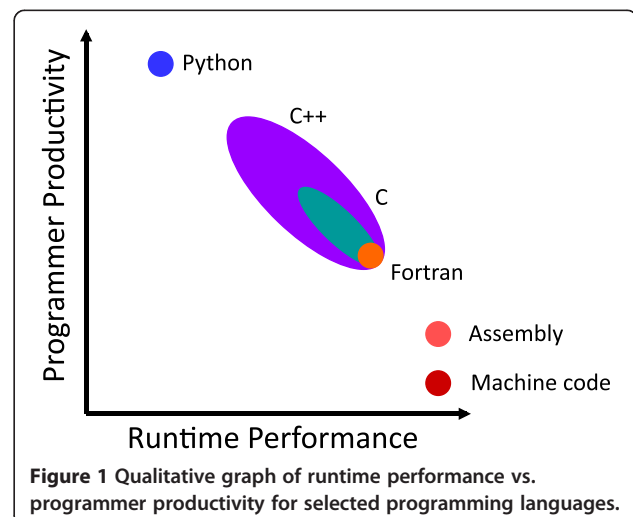 Programmer Productivity
Python
C++
C
Fortran
Assembly
Machine code
Runtime Performance
Figure 1 Qualitative graph of runtime performance vs.
programmer productivity for selected programming languages.